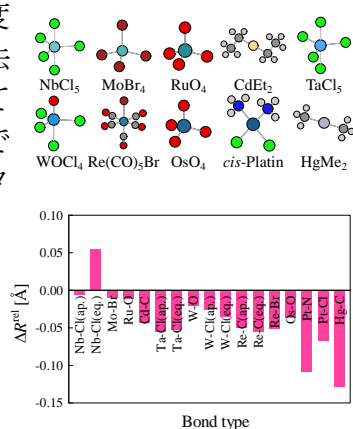 度
NbCl5 MoBr4 RuO4 CdEt2 TaCl5
WOCl4 Re(CO)5Br OsO4 cis-Platin HgMe2
ΔR^rel [Å]
0.10
0.05
0.00
-0.05
-0.10
-0.15
Nb-Cl(ap.)
Nb-Cl(eq.)
Mo-Br
Ru-O
Cd-C
Ta-Cl(ap.)
Ta-Cl(eq.)
W-O
W-Cl(ap.)
W-Cl(eq.)
Re-C(ap.)
Re-C(eq.)
Re-Br
Os-O
Pt-N
Pt-Cl
Hg-C
Bond type